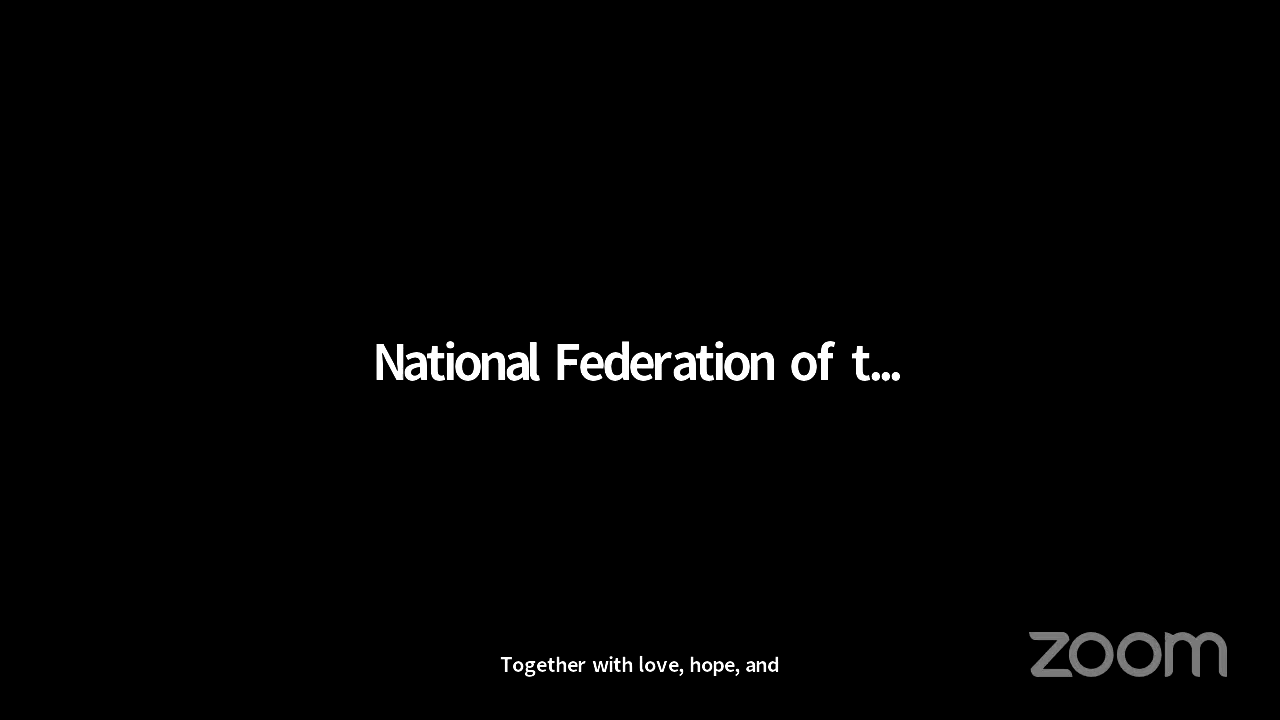 National Federation of t...
Together with love, hope, and
zoom